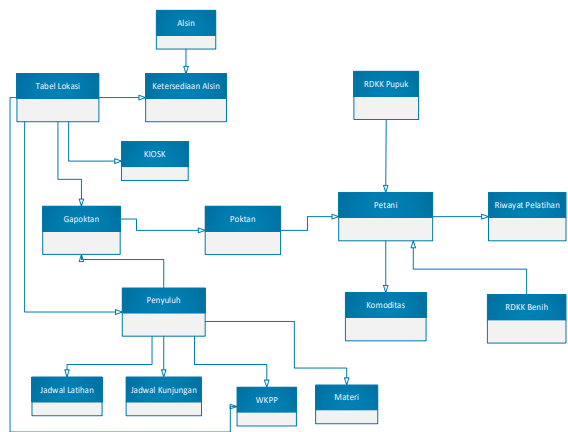 Alsin
Tabel Lokasi
Ketersediaan Alsin
RDKK Pupuk
KIOSK
Gapoktan
Poktan
Petani
Riwayat Pelatihan
Penyuluh
Komoditas
RDKK Benih
Jadwal Latihan
Jadwal Kunjungan
WKPP
Materi